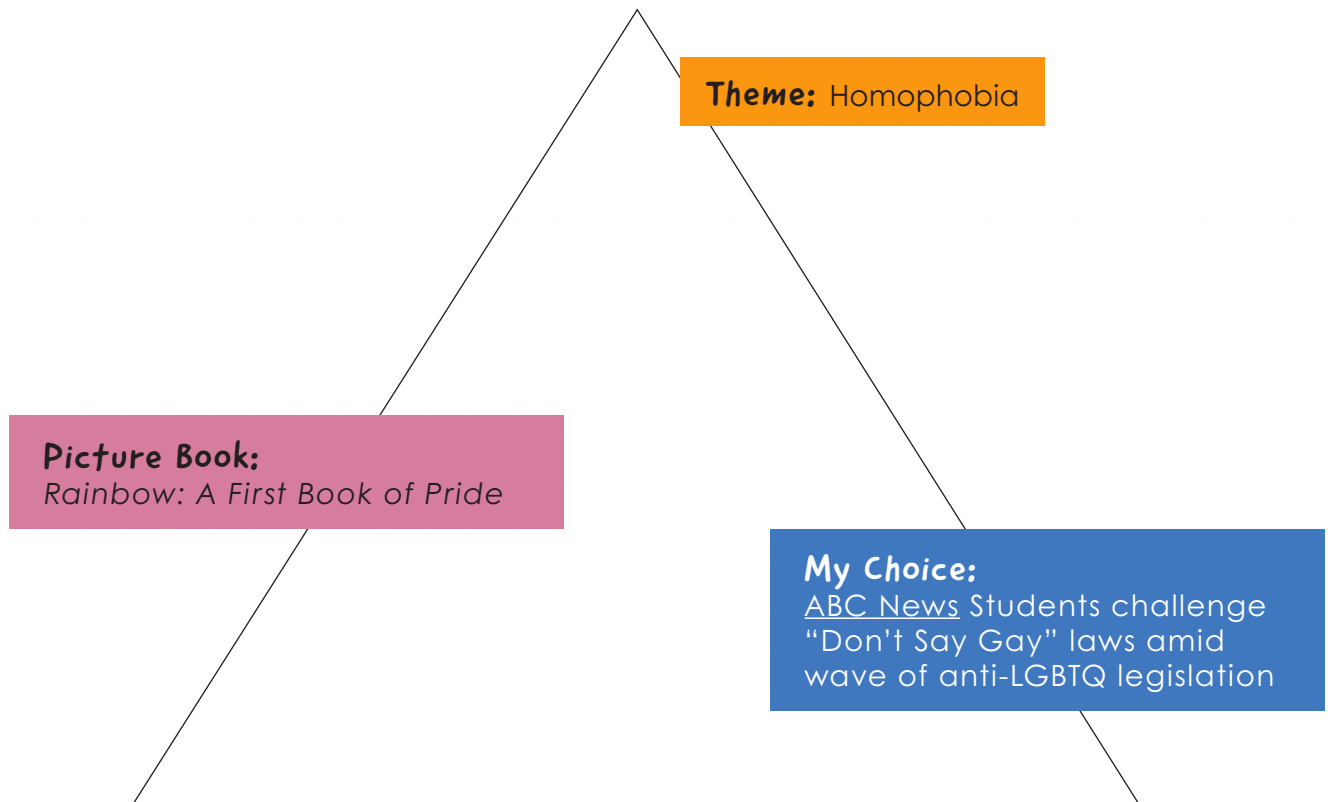 Theme: Homophobia
Picture Book:
Rainbow: A First Book of Pride
My Choice:
ABC News Students challenge
“Don’t Say Gay” laws amid
wave of anti-LGBTQ legislation